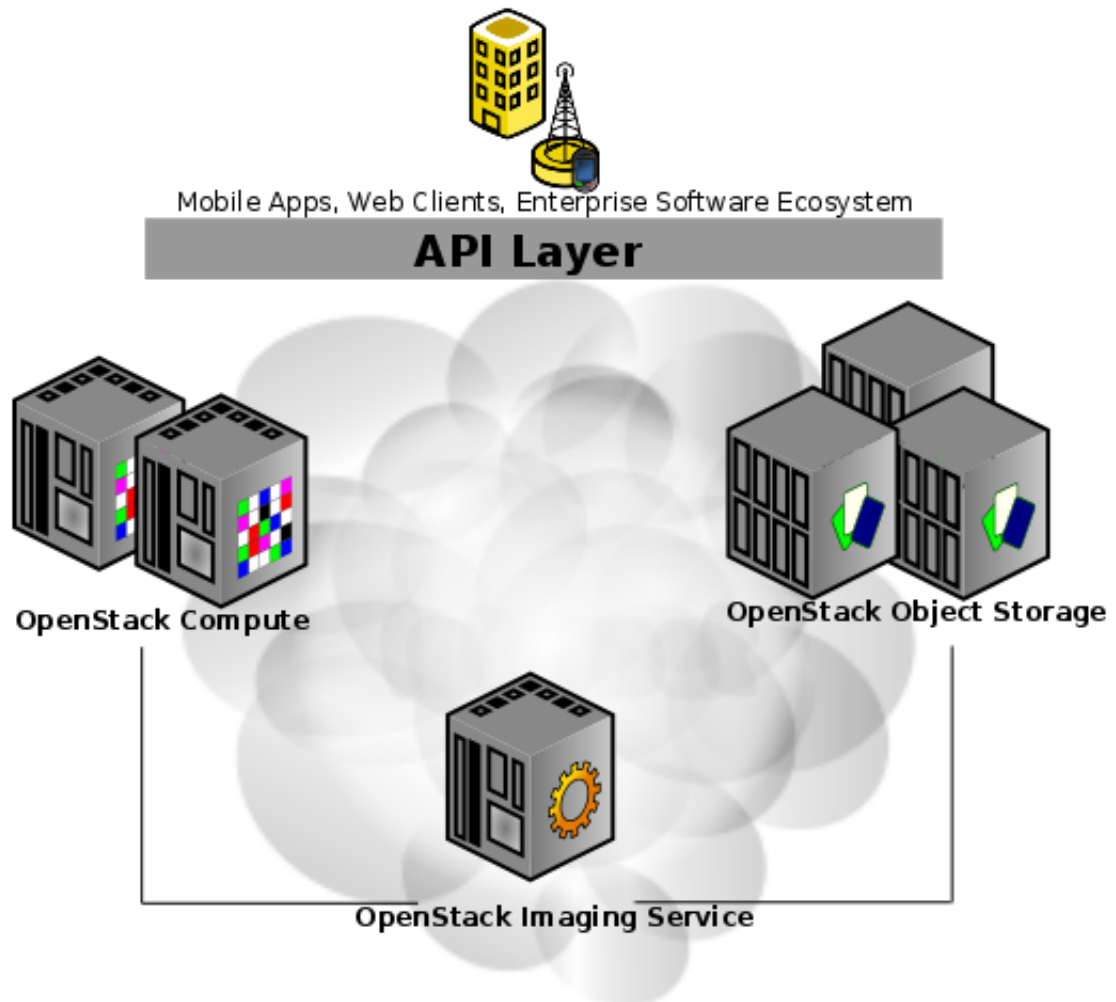 Mobile Apps, Web Clients, Enterprise Software Ecosystem
API Layer
OpenStack Compute
OpenStack Object Storage
OpenStack Imaging Service